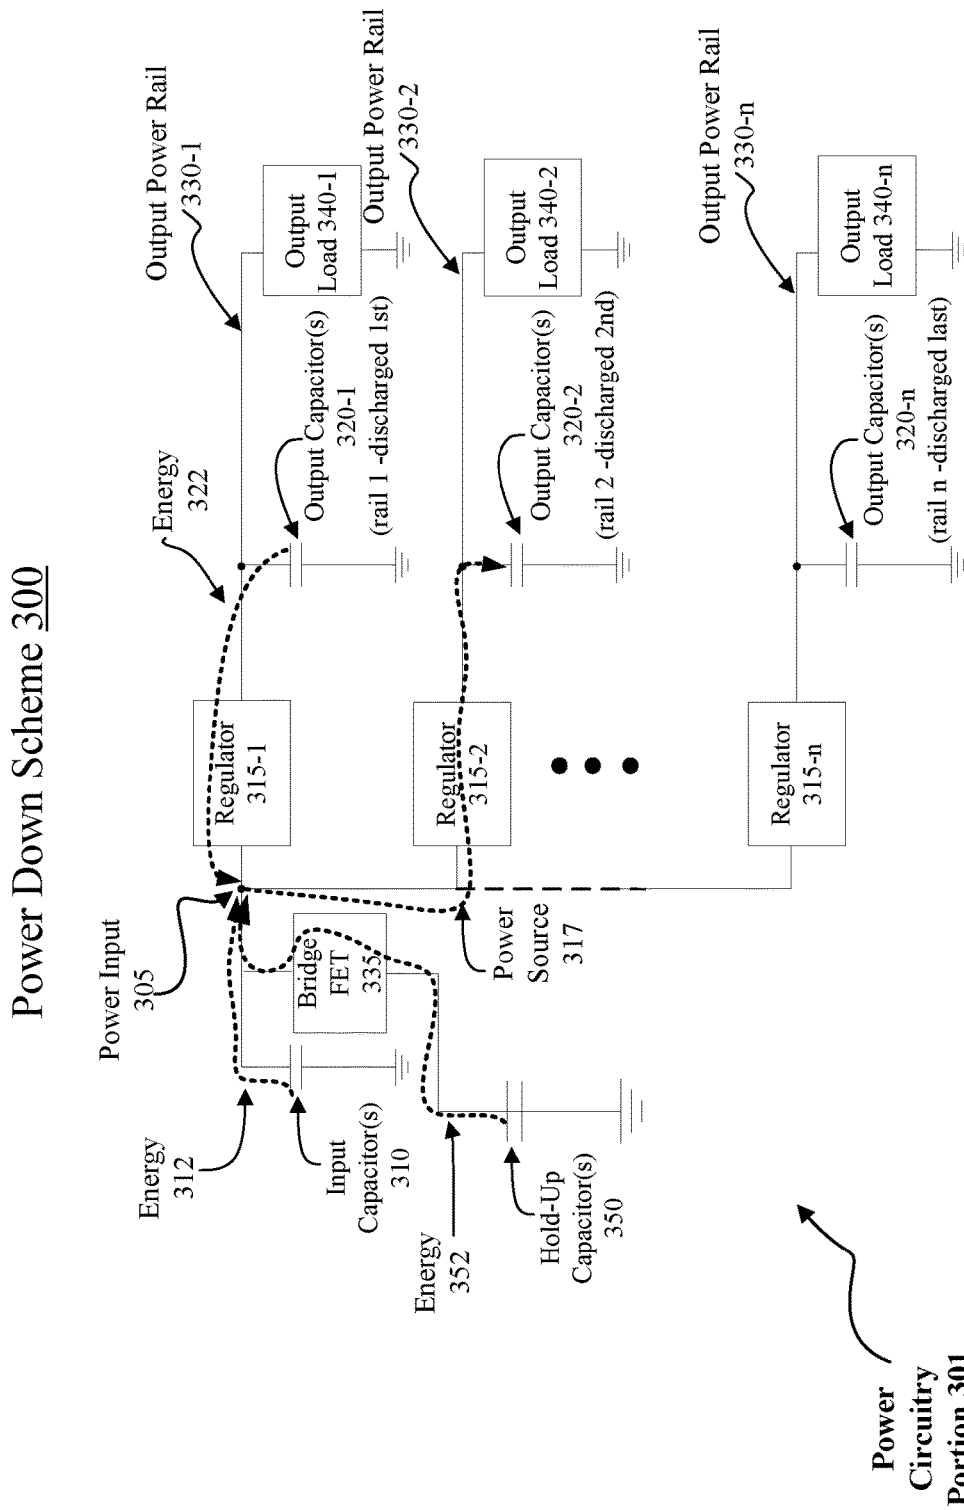 Power Down Scheme 300
Output Power Rail
330-1
Output Power Rail
330-2
Output Power Rail
330-n
Energy
322
Output
Load 340-1
Output
Load 340-2
Output
Load 340-n
Output Capacitor(s)
320-1
(rail 1 -discharged 1st)
Output Capacitor(s)
320-2
(rail 2 -discharged 2nd)
Output Capacitor(s)
320-n
(rail n -discharged last)
Regulator
315-1
Regulator
315-2
Regulator
315-n
Power Input
305
Power
Source
317
Bridge
FET
335
Energy
312
Input
Capacitor(s)
310
Energy
352
Hold-Up
Capacitor(s)
350
Power
Circuitry
Portion 301